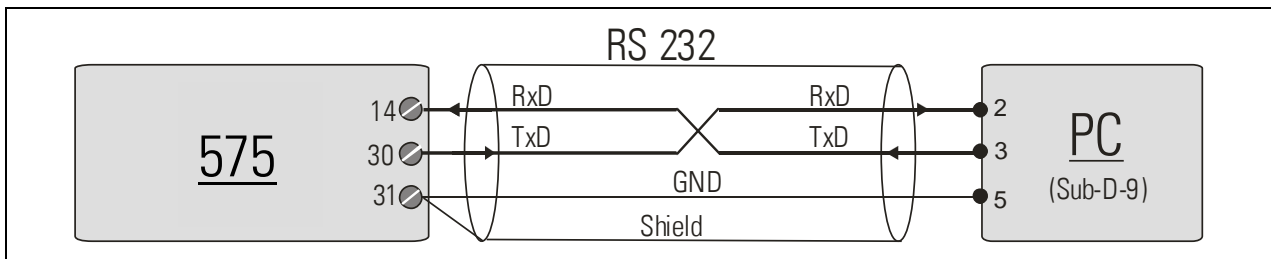 RS 232
14 RxD RxD 2
575 30 TxD TxD 3 PC
31 GND 5 (Sub-D-9)
Shield